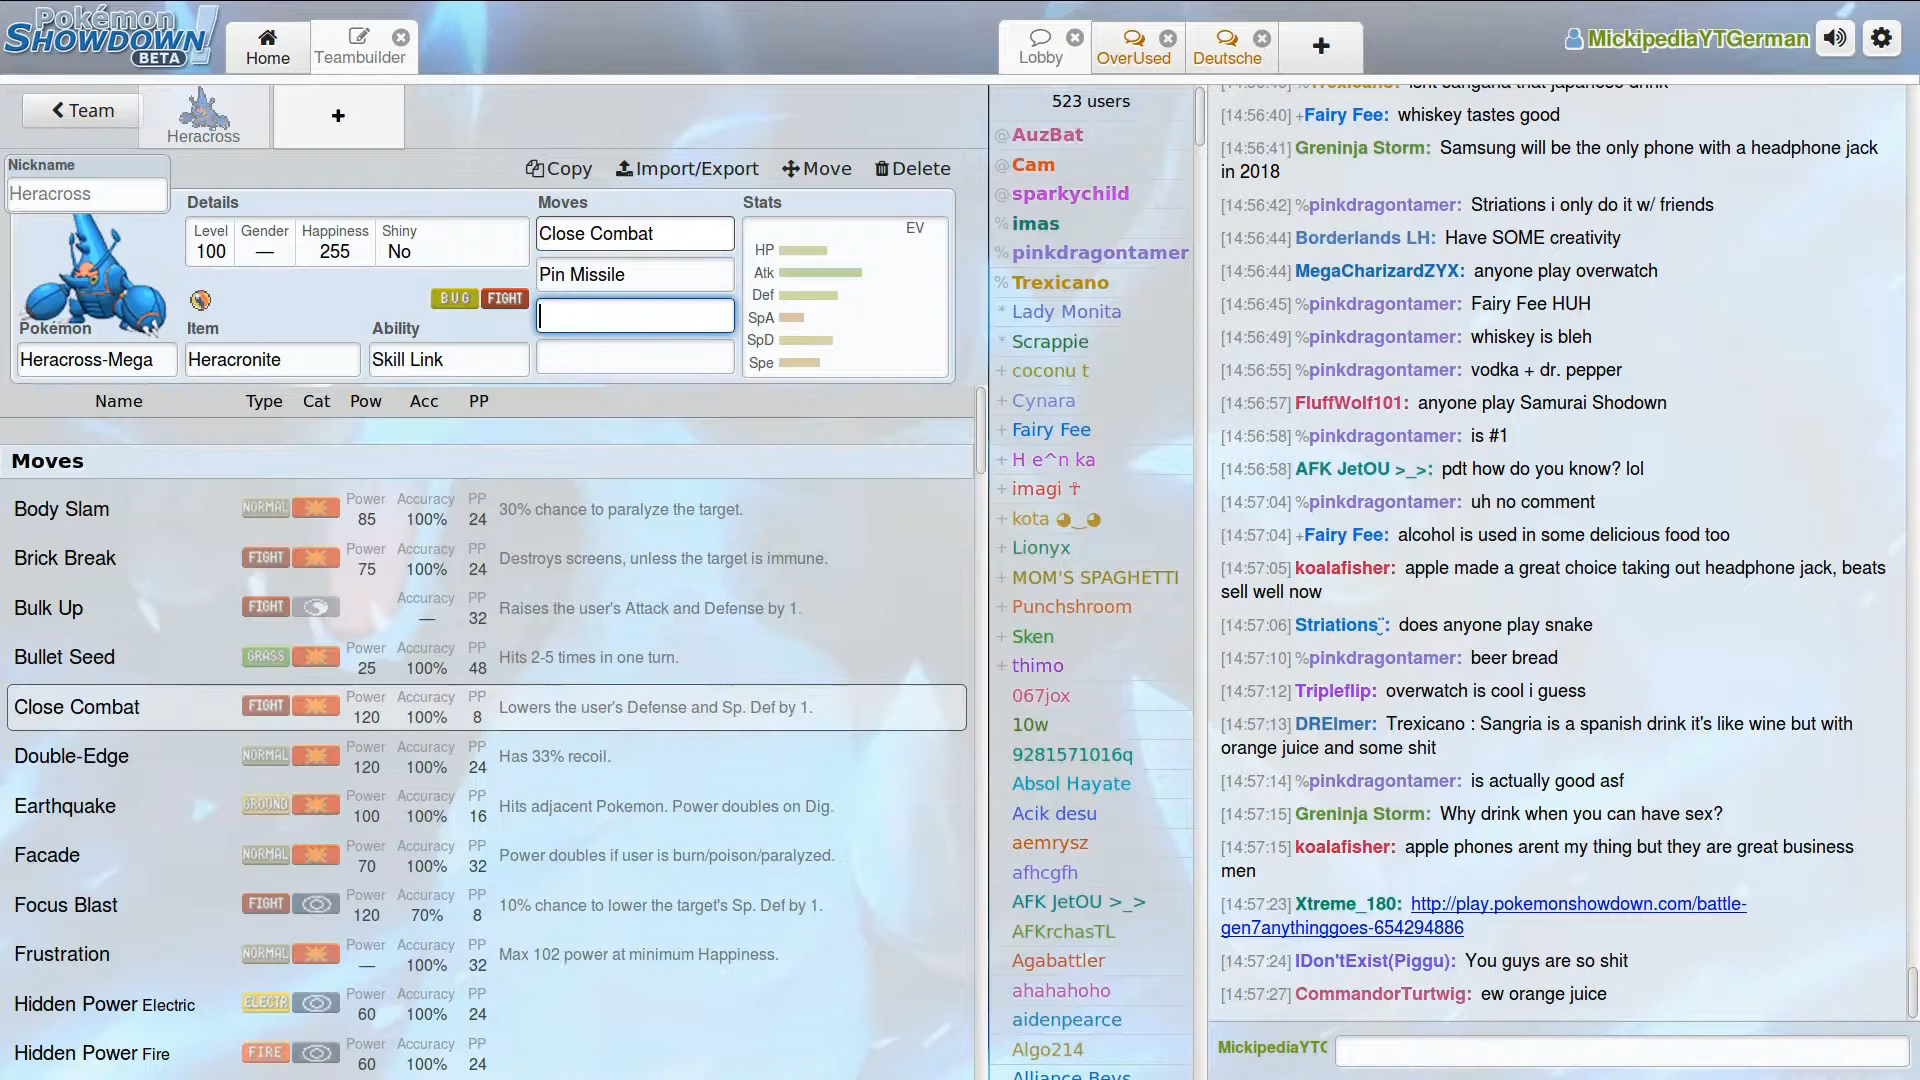 Pokémon
SHOWDOWN!
BETA
Home
Teambuilder
Lobby
OverUsed
Deutsche
+
MickipediaYTGerman
Team
Heracross
+
Nickname
Heracross
Copy Import/Export Move Delete
Details
Level Gender Happiness Shiny
100 — 255 No
BUG FIGHT
Pokémon Item Ability
Heracross-Mega Heracronite Skill Link
Moves
Close Combat
Pin Missile
Stats
EV
HP
Atk
Def
SpA
SpD
Spe
Name Type Cat Pow Acc PP
Moves
Body Slam NORMAL Power 85 Accuracy 100% PP 24 30% chance to paralyze the target.
Brick Break FIGHT Power 75 Accuracy 100% PP 24 Destroys screens, unless the target is immune.
Bulk Up FIGHT Accuracy — PP 32 Raises the user's Attack and Defense by 1.
Bullet Seed GRASS Power 25 Accuracy 100% PP 48 Hits 2-5 times in one turn.
Close Combat FIGHT Power 120 Accuracy 100% PP 8 Lowers the user's Defense and Sp. Def by 1.
Double-Edge NORMAL Power 120 Accuracy 100% PP 24 Has 33% recoil.
Earthquake GROUND Power 100 Accuracy 100% PP 16 Hits adjacent Pokemon. Power doubles on Dig.
Facade NORMAL Power 70 Accuracy 100% PP 32 Power doubles if user is burn/poison/paralyzed.
Focus Blast FIGHT Power 120 Accuracy 70% PP 8 10% chance to lower the target's Sp. Def by 1.
Frustration NORMAL Power — Accuracy 100% PP 32 Max 102 power at minimum Happiness.
Hidden Power Electric ELECTR Power 60 Accuracy 100% PP 24
Hidden Power Fire FIRE Power 60 Accuracy 100% PP 24
523 users
@AuzBat
@Cam
@sparkychild
%imas
%pinkdragontamer
%Trexicano
*Lady Monita
*Scrappie
+coconu t
+Cynara
+Fairy Fee
+H e^n ka
+imagi ☥
+kota ◕‿◕
+Lionyx
+MOM'S SPAGHETTI
+Punchshroom
+Sken
+thimo
067jox
10w
9281571016q
Absol Hayate
Acik desu
aemrysz
afhcgfh
AFK JetOU >_>
AFKrchasTL
Agabattler
ahahahoho
aidenpearce
Algo214
Alliance Beys
%Trexicano: isnt sangana that japanese drink
[14:56:40] +Fairy Fee: whiskey tastes good
[14:56:41] Greninja Storm: Samsung will be the only phone with a headphone jack
in 2018
[14:56:42] %pinkdragontamer: Striations i only do it w/ friends
[14:56:44] Borderlands LH: Have SOME creativity
[14:56:44] MegaCharizardZYX: anyone play overwatch
[14:56:45] %pinkdragontamer: Fairy Fee HUH
[14:56:49] %pinkdragontamer: whiskey is bleh
[14:56:55] %pinkdragontamer: vodka + dr. pepper
[14:56:57] FluffWolf101: anyone play Samurai Shodown
[14:56:58] %pinkdragontamer: is #1
[14:56:58] AFK JetOU >_>: pdt how do you know? lol
[14:57:04] %pinkdragontamer: uh no comment
[14:57:04] +Fairy Fee: alcohol is used in some delicious food too
[14:57:05] koalafisher: apple made a great choice taking out headphone jack, beats
sell well now
[14:57:06] Striations: does anyone play snake
[14:57:10] %pinkdragontamer: beer bread
[14:57:12] Tripleflip: overwatch is cool i guess
[14:57:13] DREImer: Trexicano : Sangria is a spanish drink it's like wine but with
orange juice and some shit
[14:57:14] %pinkdragontamer: is actually good asf
[14:57:15] Greninja Storm: Why drink when you can have sex?
[14:57:15] koalafisher: apple phones arent my thing but they are great business
men
[14:57:23] Xtreme_180: http://play.pokemonshowdown.com/battle-
gen7anythinggoes-654294886
[14:57:24] IDon'tExist(Piggu): You guys are so shit
[14:57:27] CommandorTurtwig: ew orange juice
MickipediaYTG